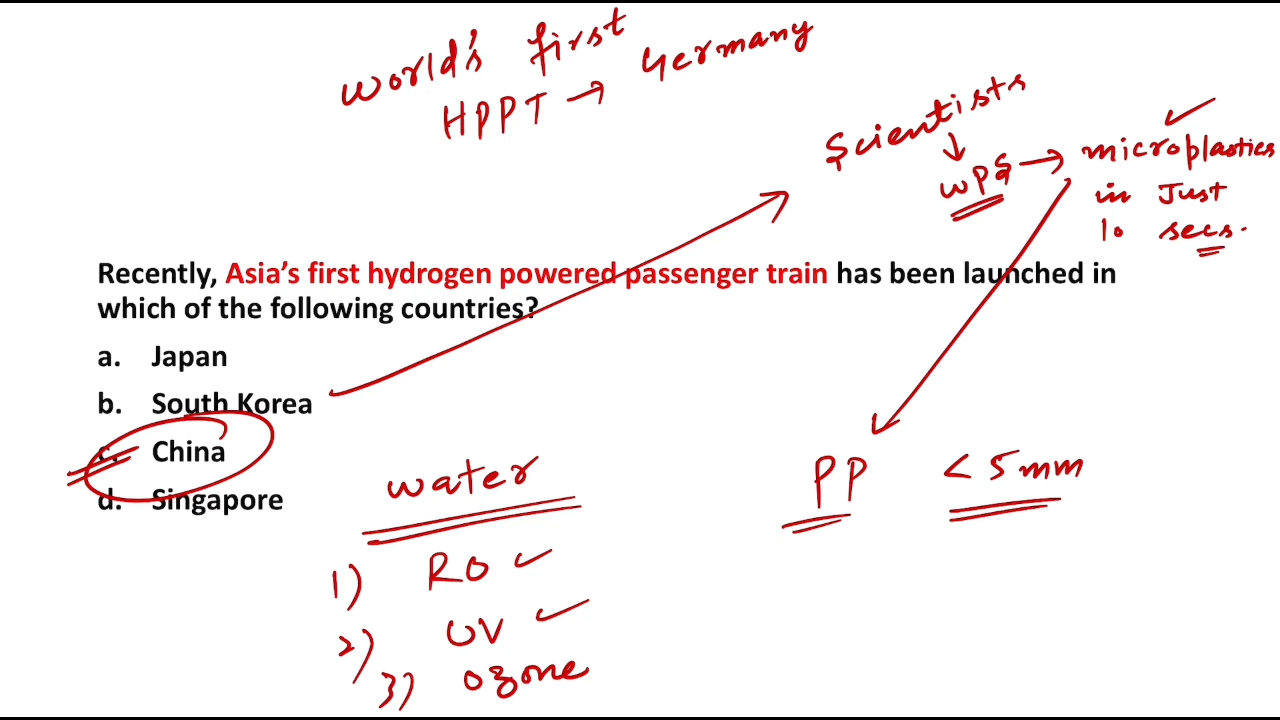 World's first
HPPT → Germany
Scientists
WPS → microplastics
in Just
10 secs.
Recently, Asia's first hydrogen powered passenger train has been launched in
which of the following countries?
a. Japan
b. South Korea
c. China
d. Singapore
water
PP < 5mm
1) RO ✓
2) UV ✓
3) Ozone